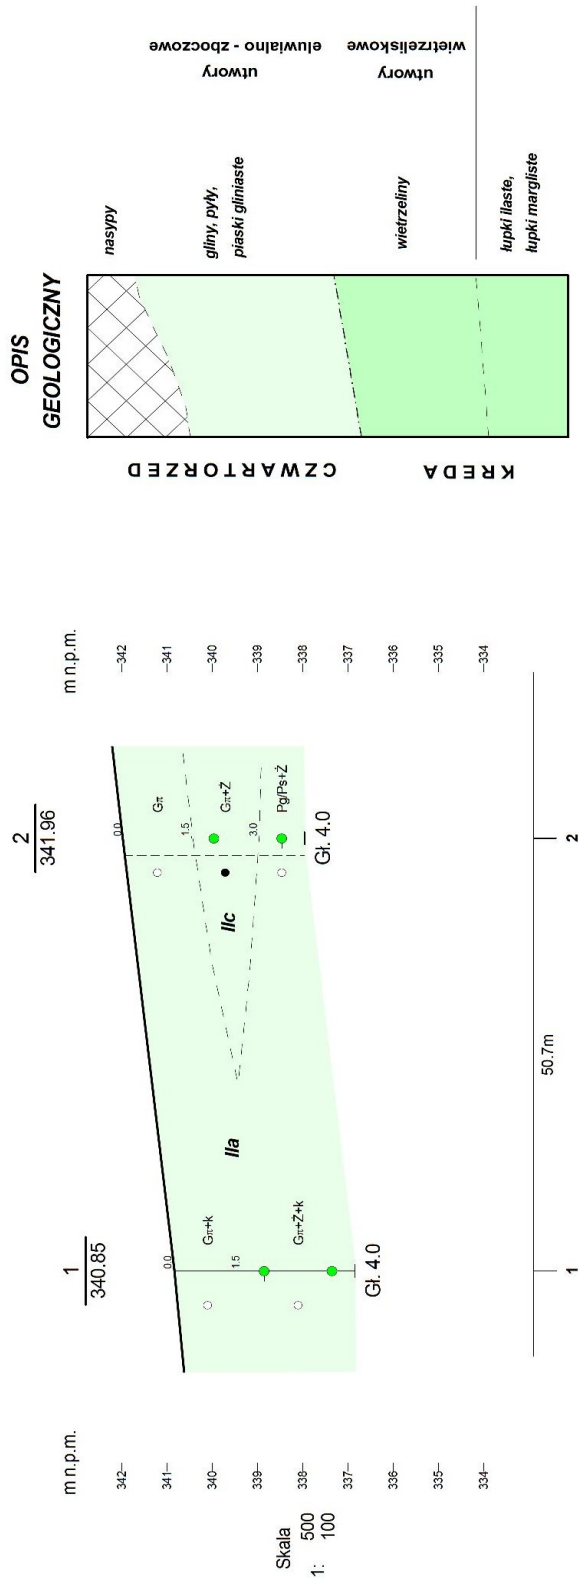 Skala
1: 500
100
m n.p.m.
342
341
340
339
338
337
336
335
334
1
340.85
0.0
Gπ+k
1.5
Gπ+Ż+k
Gł. 4.0
IIa
IIc
2
341.96
0.0
Gπ
1.5
Gπ+Ż
3.0
Pg/Ps+Ż
Gł. 4.0
m n.p.m.
342
341
340
339
338
337
336
335
334
1
50.7m
2
OPIS
GEOLOGICZNY
CZWARTORZED
KREDA
nasypy
gliny, pyły,
piaski gliniaste
wietrzeliny
łupki ilaste,
łupki margliste
utwory
eluwialno - zboczowe
utwory
wietrzeliskowe